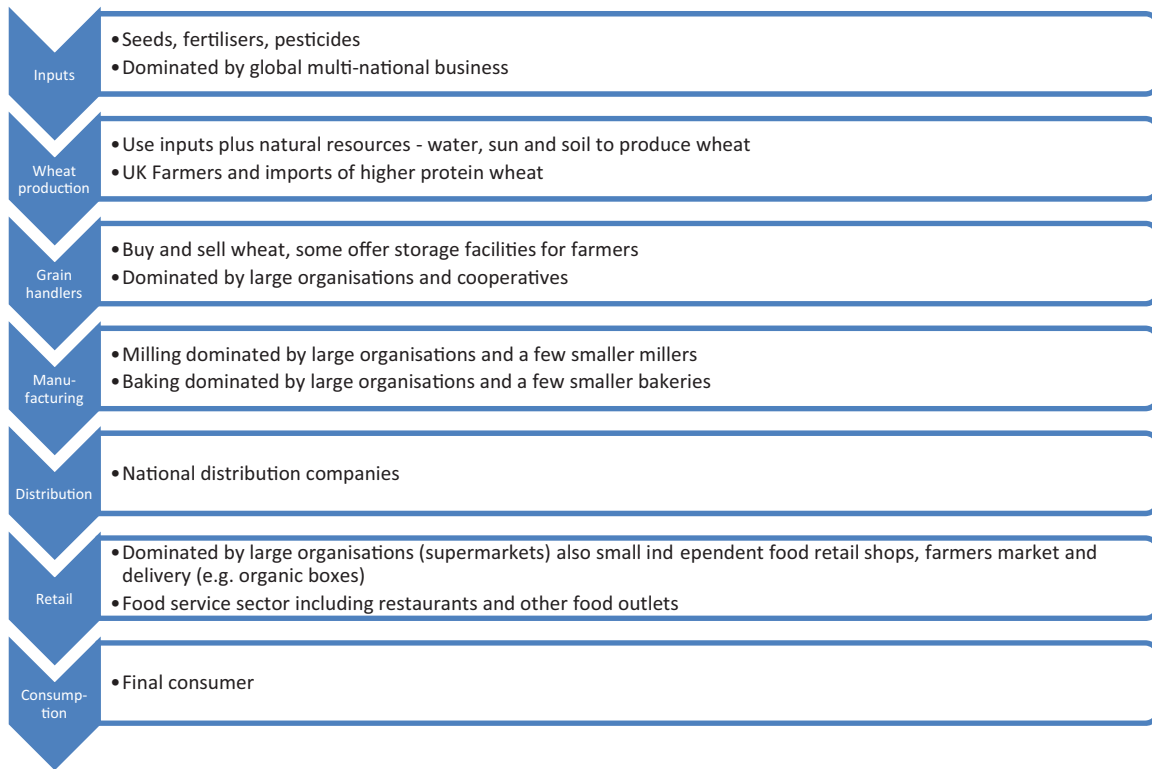 Inputs
•Seeds, fertilisers, pesticides
•Dominated by global multi-national business
Wheat
production
•Use inputs plus natural resources - water, sun and soil to produce wheat
•UK Farmers and imports of higher protein wheat
Grain
handlers
•Buy and sell wheat, some offer storage facilities for farmers
•Dominated by large organisations and cooperatives
Manu-
facturing
•Milling dominated by large organisations and a few smaller millers
•Baking dominated by large organisations and a few smaller bakeries
Distribution
•National distribution companies
Retail
•Dominated by large organisations (supermarkets) also small ind ependent food retail shops, farmers market and
delivery (e.g. organic boxes)
•Food service sector including restaurants and other food outlets
Consump-
tion
•Final consumer